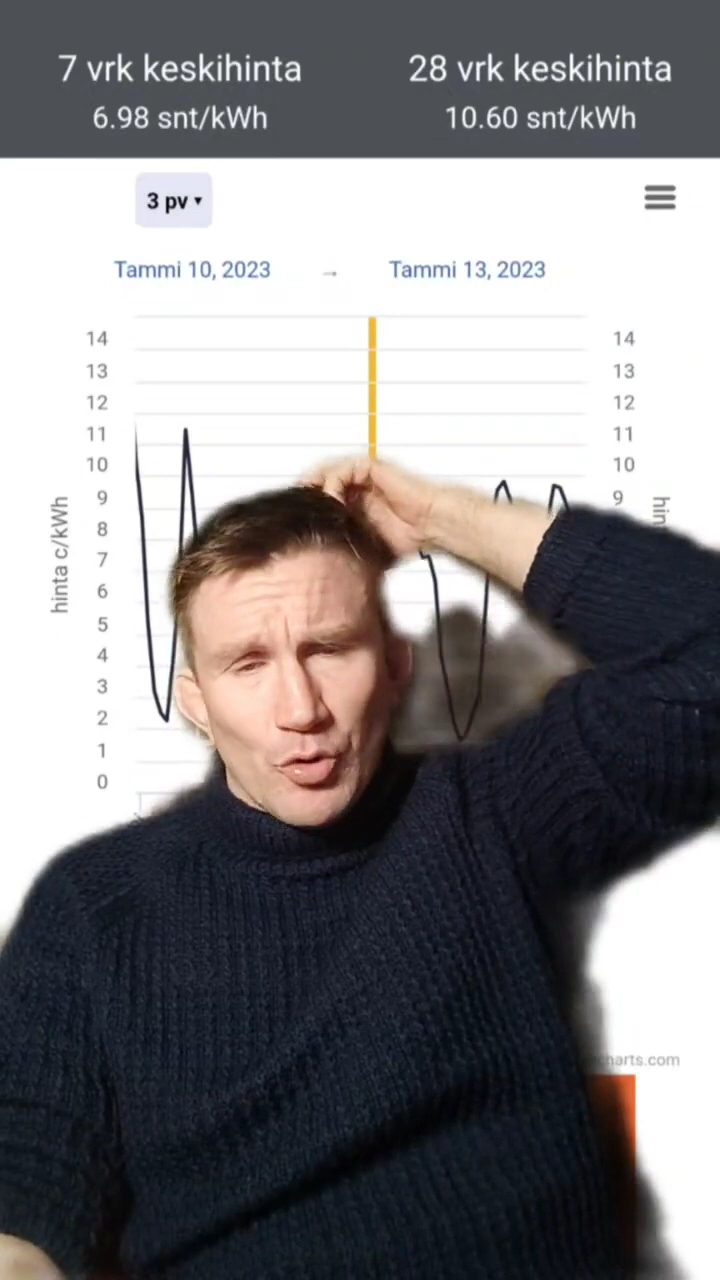 7 vrk keskihinta
6.98 snt/kWh
28 vrk keskihinta
10.60 snt/kWh
3 pv ▾
Tammi 10, 2023 → Tammi 13, 2023
14
13
12
11
10
9
8
7
6
5
4
3
2
1
0
hinta c/kWh
14
13
12
11
10
9
hin
charts.com